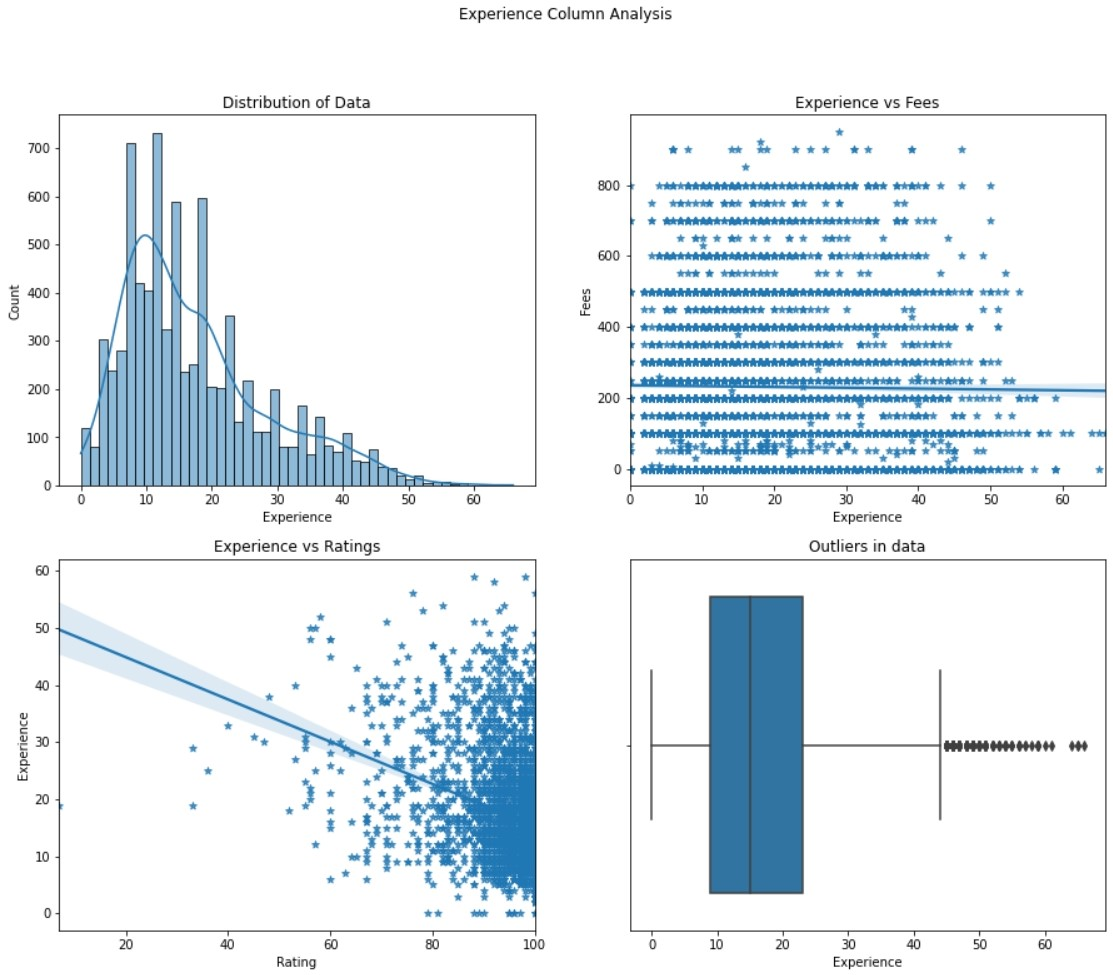 Experience Column Analysis
Distribution of Data
700
600
500
400
300
200
100
0
Count
0 10 20 30 40 50 60
Experience
Experience vs Fees
800
600
400
200
0
Fees
0 10 20 30 40 50 60
Experience
Experience vs Ratings
60
50
40
30
20
10
0
Experience
20 40 60 80 100
Rating
Outliers in data
0 10 20 30 40 50 60
Experience